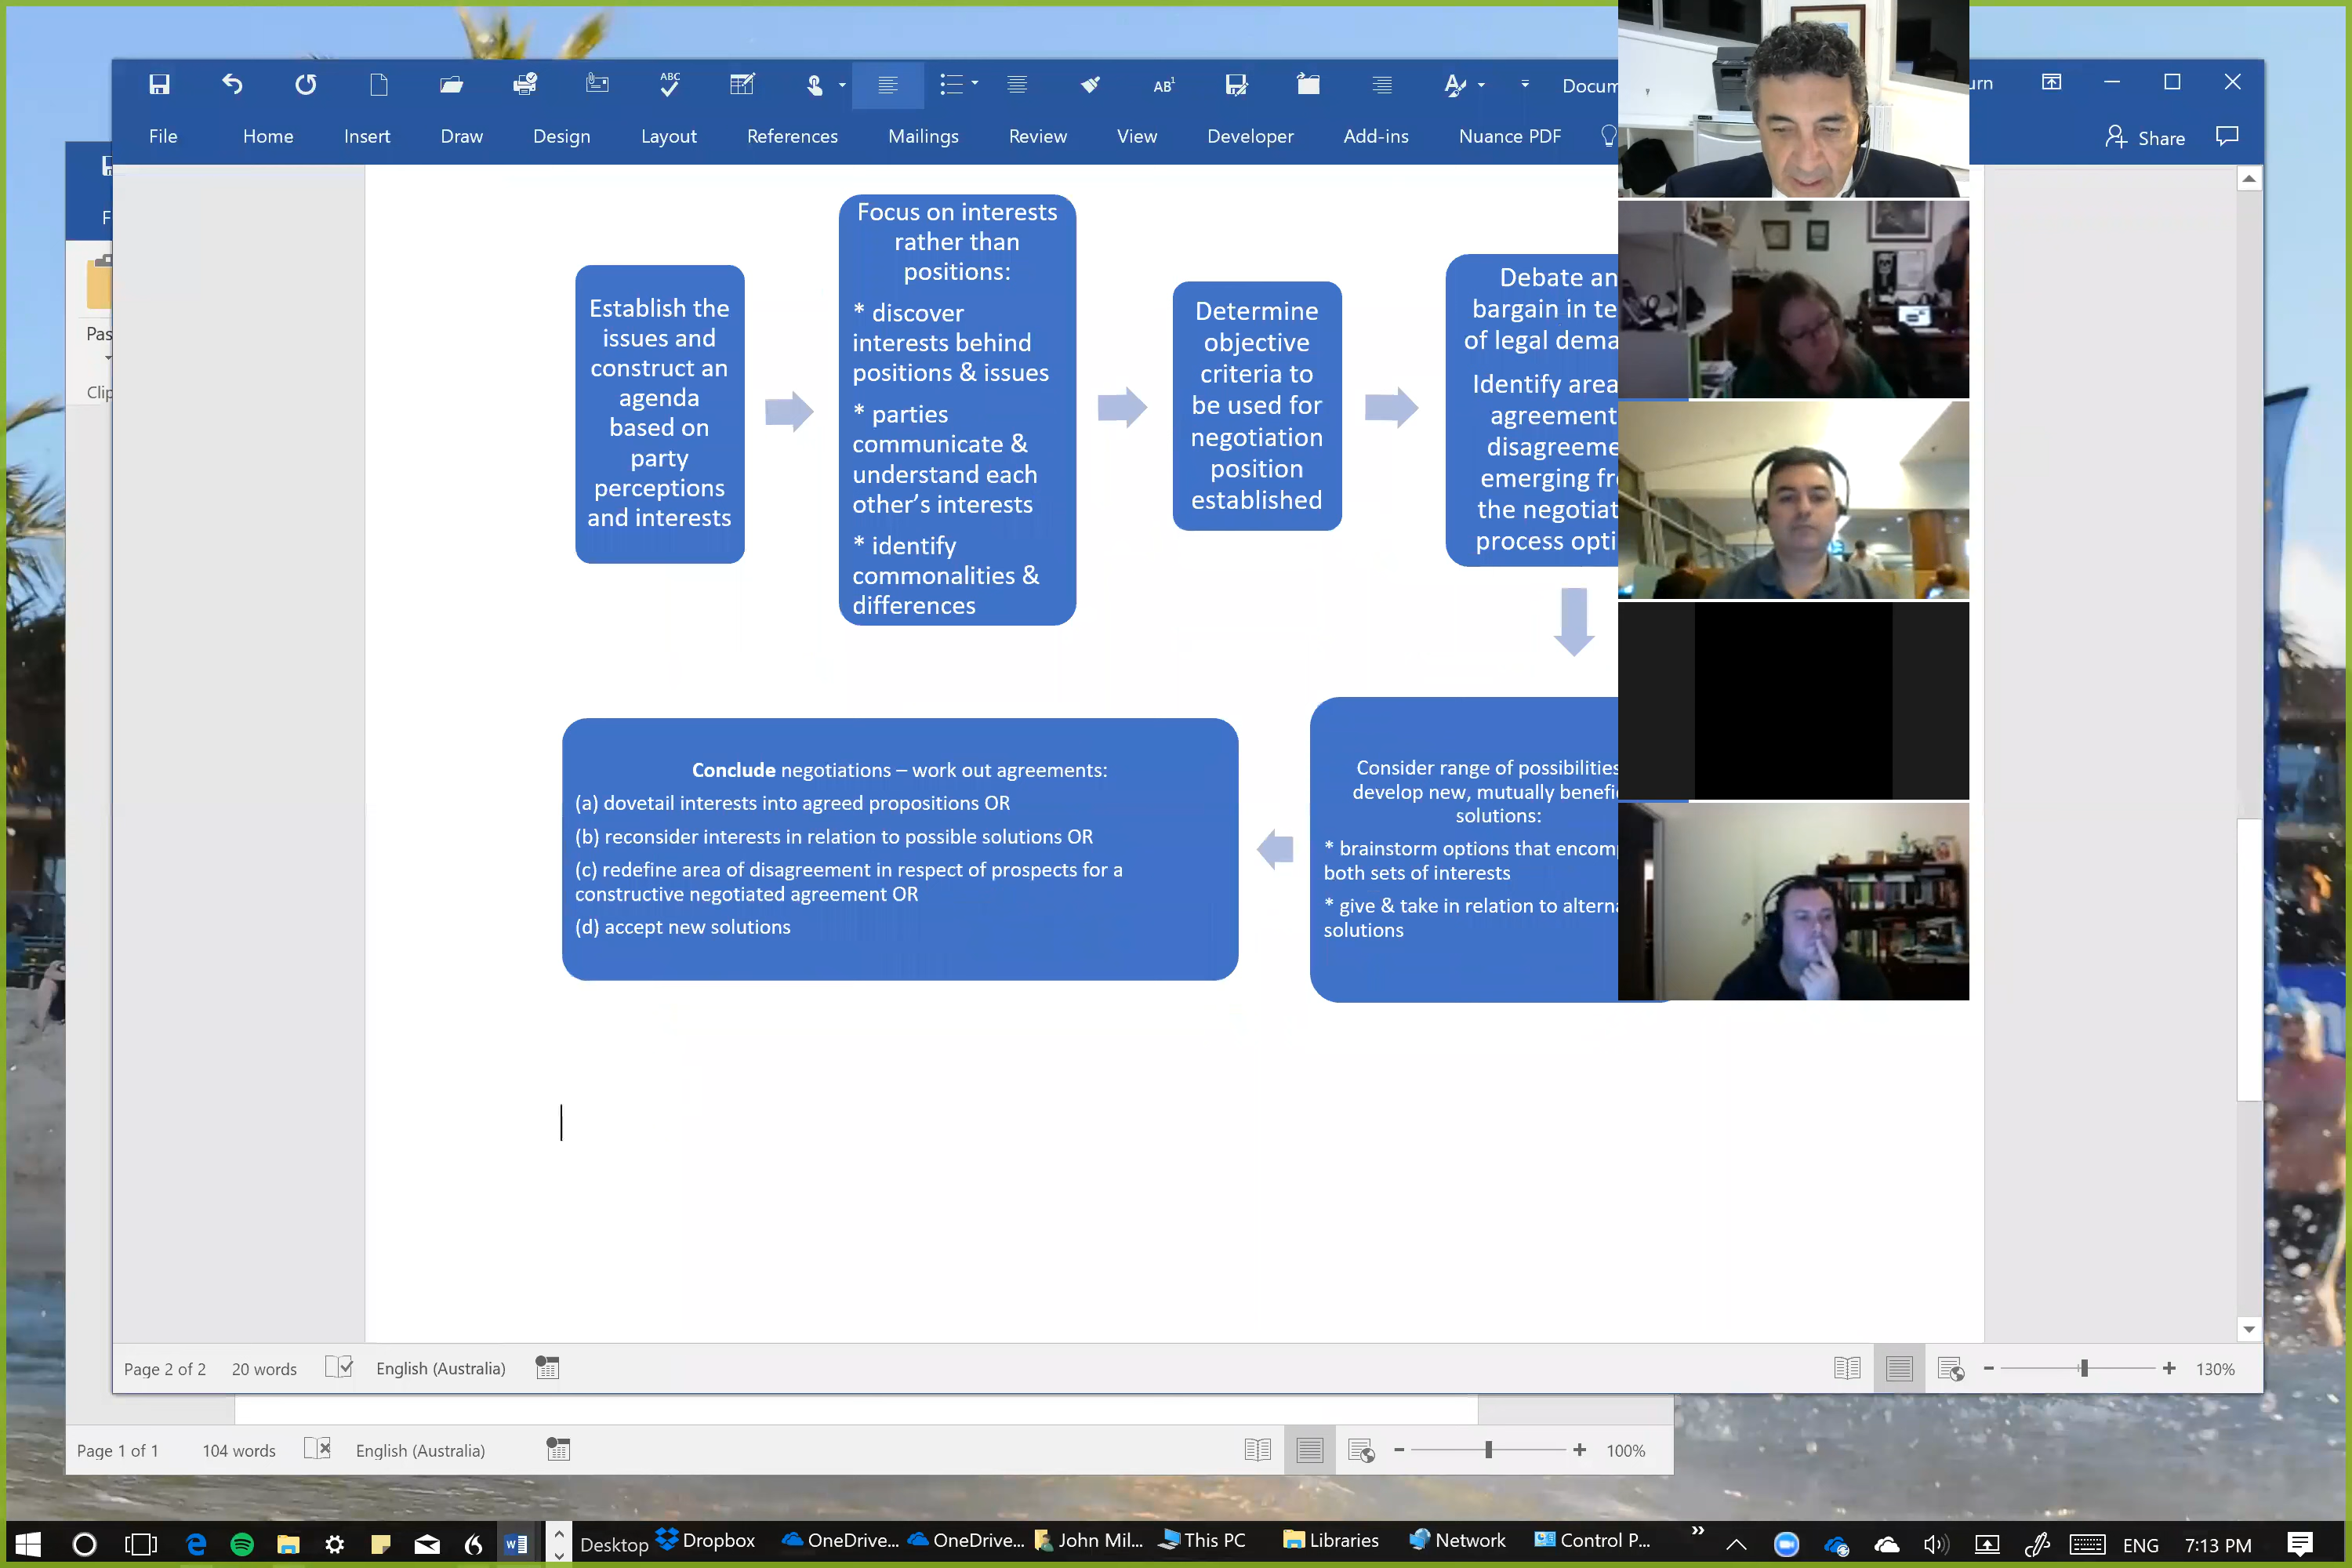 Docum
urn
File
Home
Insert
Draw
Design
Layout
References
Mailings
Review
View
Developer
Add-ins
Nuance PDF
Share
F
Pas
Clip
Establish the
issues and
construct an
agenda
based on
party
perceptions
and interests
Focus on interests
rather than
positions:
* discover
interests behind
positions & issues
* parties
communicate &
understand each
other's interests
* identify
commonalities &
differences
Determine
objective
criteria to
be used for
negotiation
position
established
Debate an
bargain in te
of legal dema
Identify area
agreement
disagreeme
emerging fr
the negotiat
process opti
Consider range of possibilities
develop new, mutually benefi
solutions:
* brainstorm options that encomp
both sets of interests
* give & take in relation to alterna
solutions
Conclude negotiations – work out agreements:
(a) dovetail interests into agreed propositions OR
(b) reconsider interests in relation to possible solutions OR
(c) redefine area of disagreement in respect of prospects for a
constructive negotiated agreement OR
(d) accept new solutions
Page 2 of 2
20 words
English (Australia)
130%
Page 1 of 1
104 words
English (Australia)
100%
Desktop
Dropbox
OneDrive...
OneDrive...
John Mil...
This PC
Libraries
Network
Control P...
ENG
7:13 PM